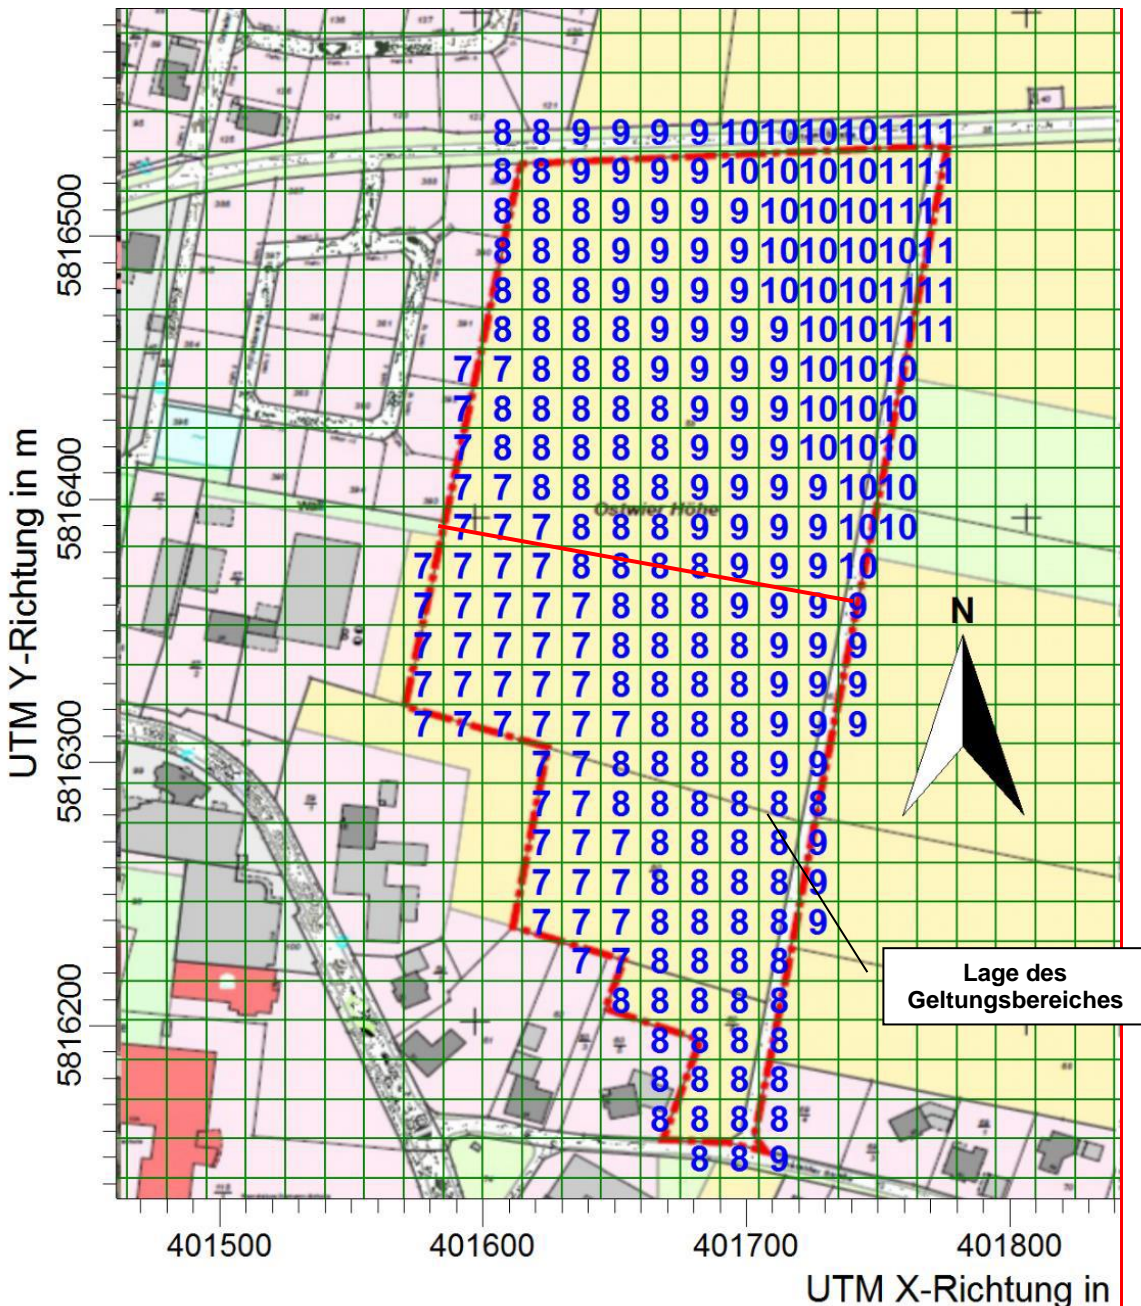 8 8 9 9 9 9 10 10 10 10 11 11
8 8 9 9 9 9 10 10 10 10 11 11
8 8 8 9 9 9 9 10 10 10 11 11
8 8 8 9 9 9 9 10 10 10 10 11
8 8 8 9 9 9 9 10 10 10 11 11
8 8 8 8 9 9 9 9 10 10 11 11
7 7 8 8 8 9 9 9 9 10 10 10
7 8 8 8 8 8 9 9 9 10 10 10
7 8 8 8 8 8 9 9 9 10 10 10
7 7 8 8 8 8 9 9 9 9 10 10
Wall
Ostwier Höhe
7 7 7 8 8 8 9 9 9 9 10 10
7 7 7 7 8 8 8 8 9 9 9 10
7 7 7 7 7 8 8 8 9 9 9 9
N
7 7 7 7 7 8 8 8 8 9 9 9
7 7 7 7 7 8 8 8 8 9 9 9
7 7 7 7 7 7 8 8 8 9 9 9
7 7 8 8 8 8 9 9
7 7 8 8 8 8 8 8
7 7 7 8 8 8 8 9
7 7 7 8 8 8 8 9
7 7 7 8 8 8 8 9
7 7 8 8 8 8
Lage des
Geltungsbereiches
8 8 8 8 8
8 8 8 8
8 8 8 8
8 8 8 8
8 8 9
5816500
5816400
5816300
5816200
UTM Y-Richtung in m
401500 401600 401700 401800
UTM X-Richtung in